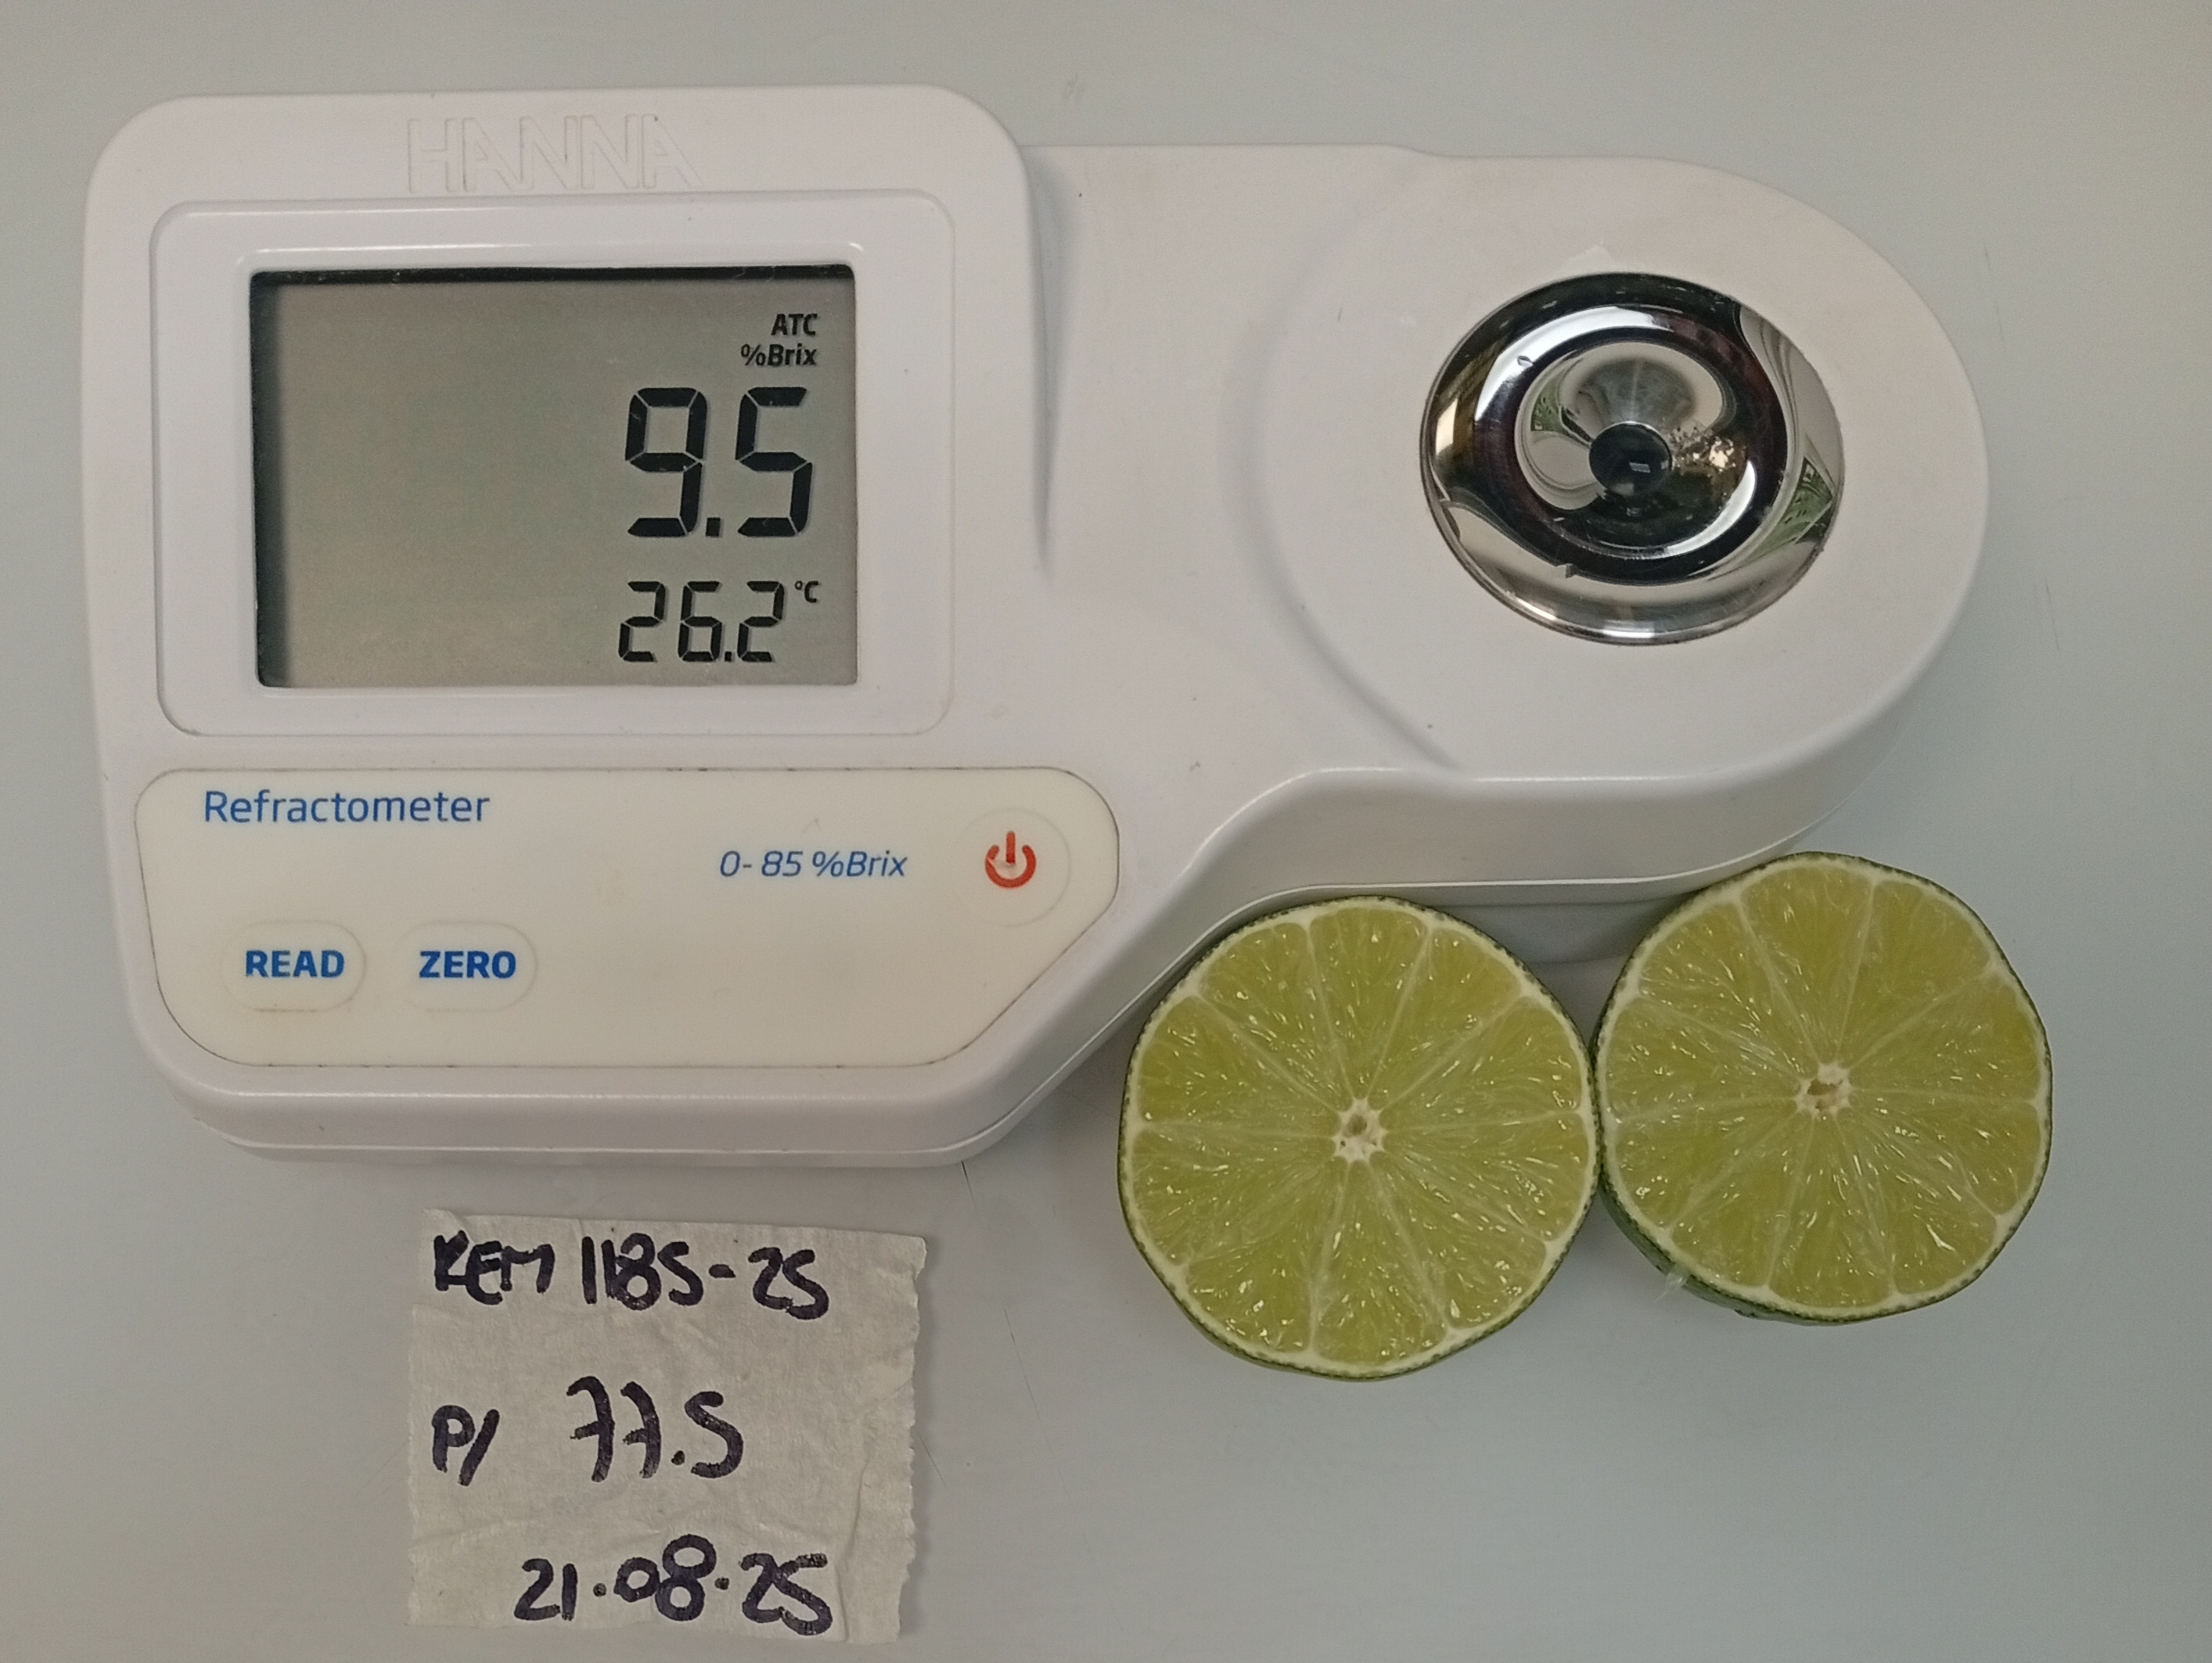 HANNA
ATC
%Brix
9.5
26.2 °C
Refractometer
0- 85 %Brix
READ ZERO
REM 1185-25
P/ 77.5
21.08.25